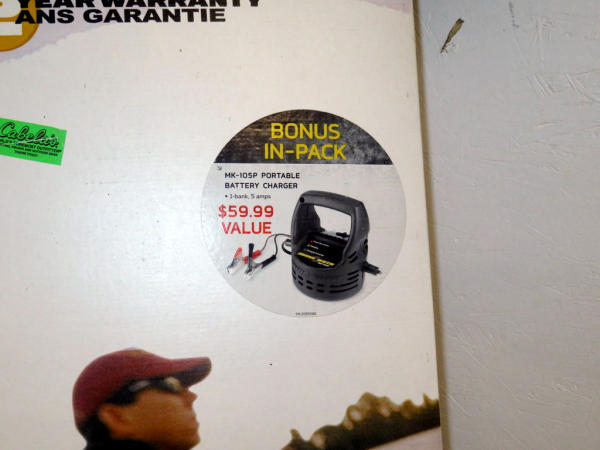 2
YEAR WARRANTY
ANS GARANTIE
Cabela's
BONUS
IN-PACK
MK-105P PORTABLE
BATTERY CHARGER
• 1-bank, 5 amps
$59.99
VALUE